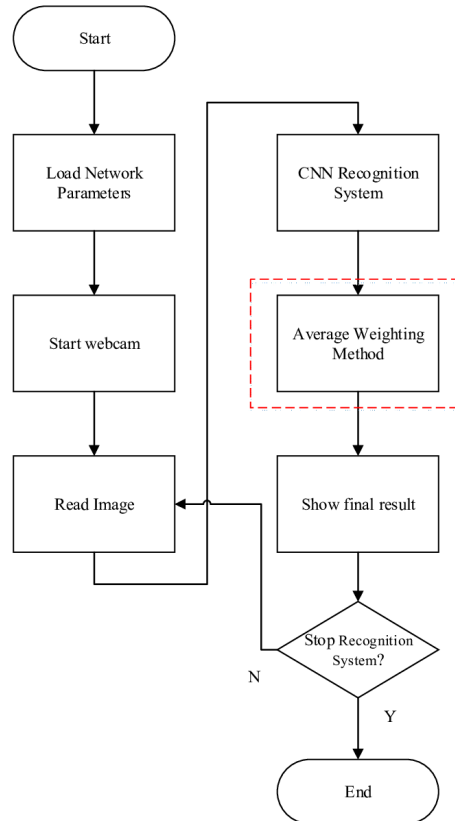 Start
Load Network
Parameters
Start webcam
Read Image
CNN Recognition
System
Average Weighting
Method
Show final result
Stop Recognition
System?
N
Y
End